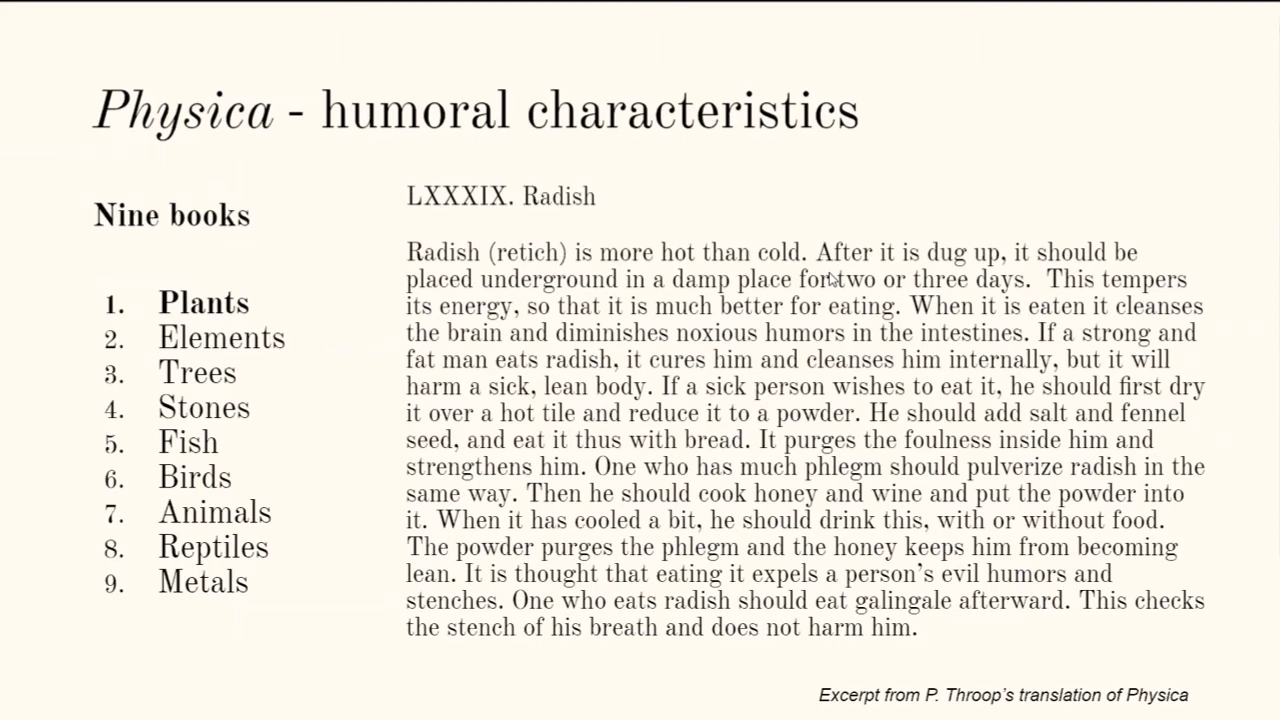 Physica - humoral characteristics
Nine books
1. Plants
2. Elements
3. Trees
4. Stones
5. Fish
6. Birds
7. Animals
8. Reptiles
9. Metals
LXXXIX. Radish
Radish (retich) is more hot than cold. After it is dug up, it should be
placed underground in a damp place for two or three days. This tempers
its energy, so that it is much better for eating. When it is eaten it cleanses
the brain and diminishes noxious humors in the intestines. If a strong and
fat man eats radish, it cures him and cleanses him internally, but it will
harm a sick, lean body. If a sick person wishes to eat it, he should first dry
it over a hot tile and reduce it to a powder. He should add salt and fennel
seed, and eat it thus with bread. It purges the foulness inside him and
strengthens him. One who has much phlegm should pulverize radish in the
same way. Then he should cook honey and wine and put the powder into
it. When it has cooled a bit, he should drink this, with or without food.
The powder purges the phlegm and the honey keeps him from becoming
lean. It is thought that eating it expels a person's evil humors and
stenches. One who eats radish should eat galingale afterward. This checks
the stench of his breath and does not harm him.
Excerpt from P. Throop's translation of Physica